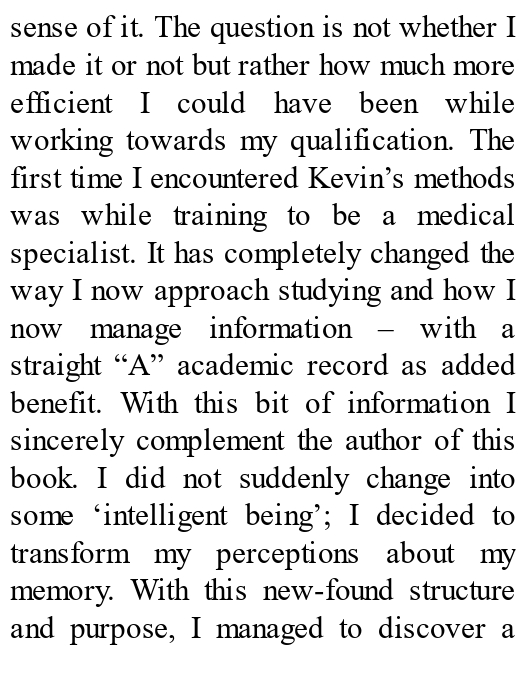 sense of it. The question is not whether I
made it or not but rather how much more
efficient I could have been while
working towards my qualification. The
first time I encountered Kevin’s methods
was while training to be a medical
specialist. It has completely changed the
way I now approach studying and how I
now manage information – with a
straight “A” academic record as added
benefit. With this bit of information I
sincerely complement the author of this
book. I did not suddenly change into
some ‘intelligent being’; I decided to
transform my perceptions about my
memory. With this new-found structure
and purpose, I managed to discover a